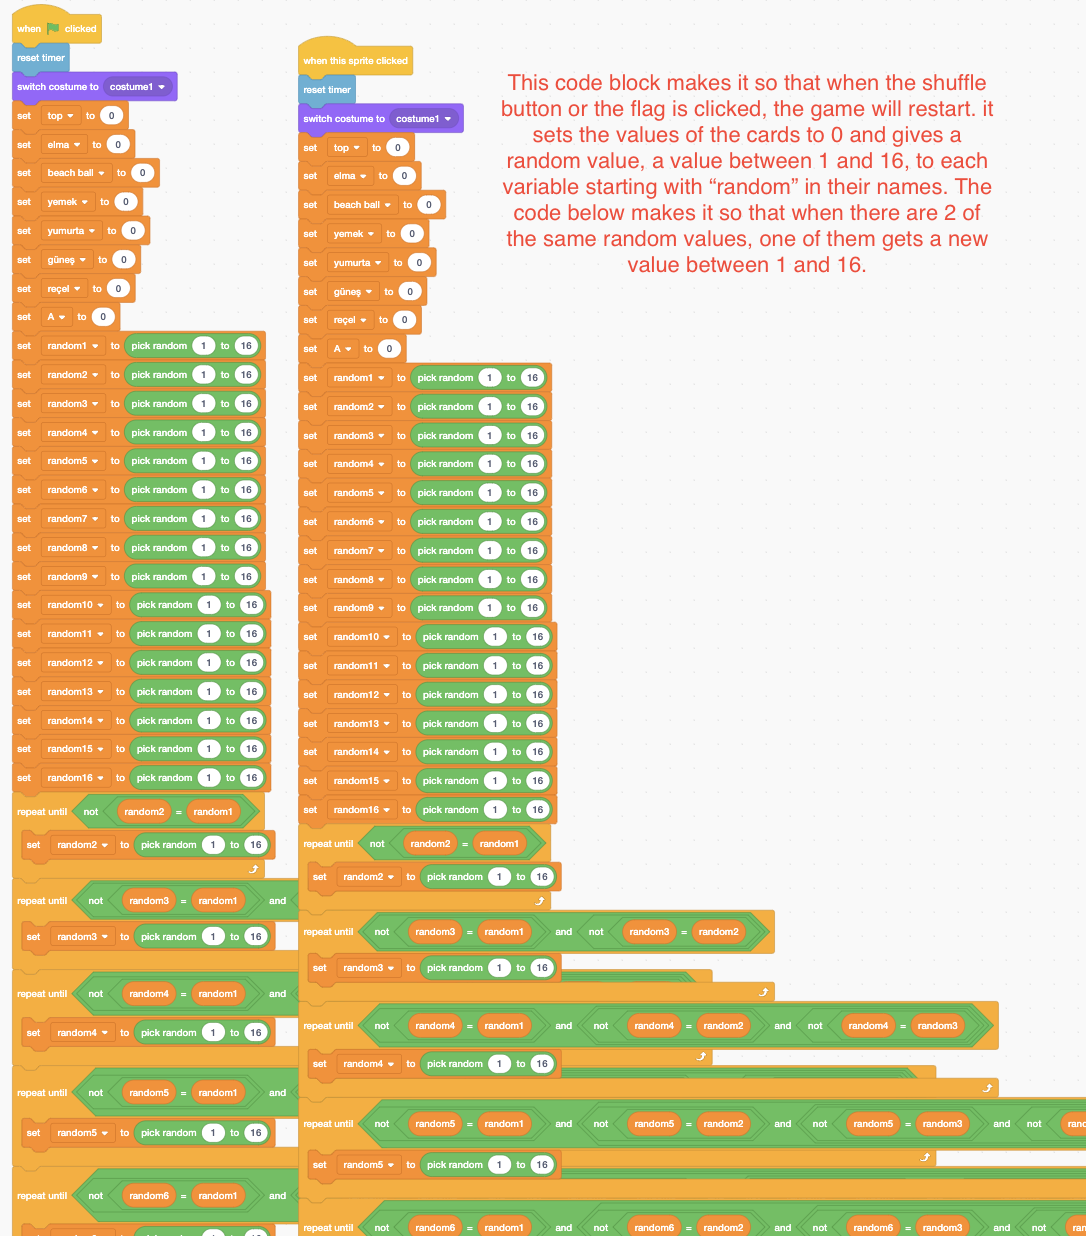 when clicked
reset timer
switch costume to costume1
set top to 0
set elma to 0
set beach ball to 0
set yemek to 0
set yumurta to 0
set güneş to 0
set reçel to 0
set A to 0
set random1 to pick random 1 to 16
set random2 to pick random 1 to 16
set random3 to pick random 1 to 16
set random4 to pick random 1 to 16
set random5 to pick random 1 to 16
set random6 to pick random 1 to 16
set random7 to pick random 1 to 16
set random8 to pick random 1 to 16
set random9 to pick random 1 to 16
set random10 to pick random 1 to 16
set random11 to pick random 1 to 16
set random12 to pick random 1 to 16
set random13 to pick random 1 to 16
set random14 to pick random 1 to 16
set random15 to pick random 1 to 16
set random16 to pick random 1 to 16
repeat until not random2 = random1
set random2 to pick random 1 to 16
repeat until not random3 = random1 and
set random3 to pick random 1 to 16
repeat until not random4 = random1 and
set random4 to pick random 1 to 16
repeat until not random5 = random1 and
set random5 to pick random 1 to 16
repeat until not random6 = random1 and
when this sprite clicked
reset timer
switch costume to costume1
set top to 0
set elma to 0
set beach ball to 0
set yemek to 0
set yumurta to 0
set güneş to 0
set reçel to 0
set A to 0
set random1 to pick random 1 to 16
set random2 to pick random 1 to 16
set random3 to pick random 1 to 16
set random4 to pick random 1 to 16
set random5 to pick random 1 to 16
set random6 to pick random 1 to 16
set random7 to pick random 1 to 16
set random8 to pick random 1 to 16
set random9 to pick random 1 to 16
set random10 to pick random 1 to 16
set random11 to pick random 1 to 16
set random12 to pick random 1 to 16
set random13 to pick random 1 to 16
set random14 to pick random 1 to 16
set random15 to pick random 1 to 16
set random16 to pick random 1 to 16
repeat until not random2 = random1
set random2 to pick random 1 to 16
repeat until not random3 = random1 and not random3 = random2
set random3 to pick random 1 to 16
repeat until not random4 = random1 and not random4 = random2 and not random4 = random3
set random4 to pick random 1 to 16
repeat until not random5 = random1 and not random5 = random2 and not random5 = random3 and not
set random5 to pick random 1 to 16
repeat until not random6 = random1 and not random6 = random2 and not random6 = random3 and not
This code block makes it so that when the shuffle
button or the flag is clicked, the game will restart. it
sets the values of the cards to 0 and gives a
random value, a value between 1 and 16, to each
variable starting with “random” in their names. The
code below makes it so that when there are 2 of
the same random values, one of them gets a new
value between 1 and 16.